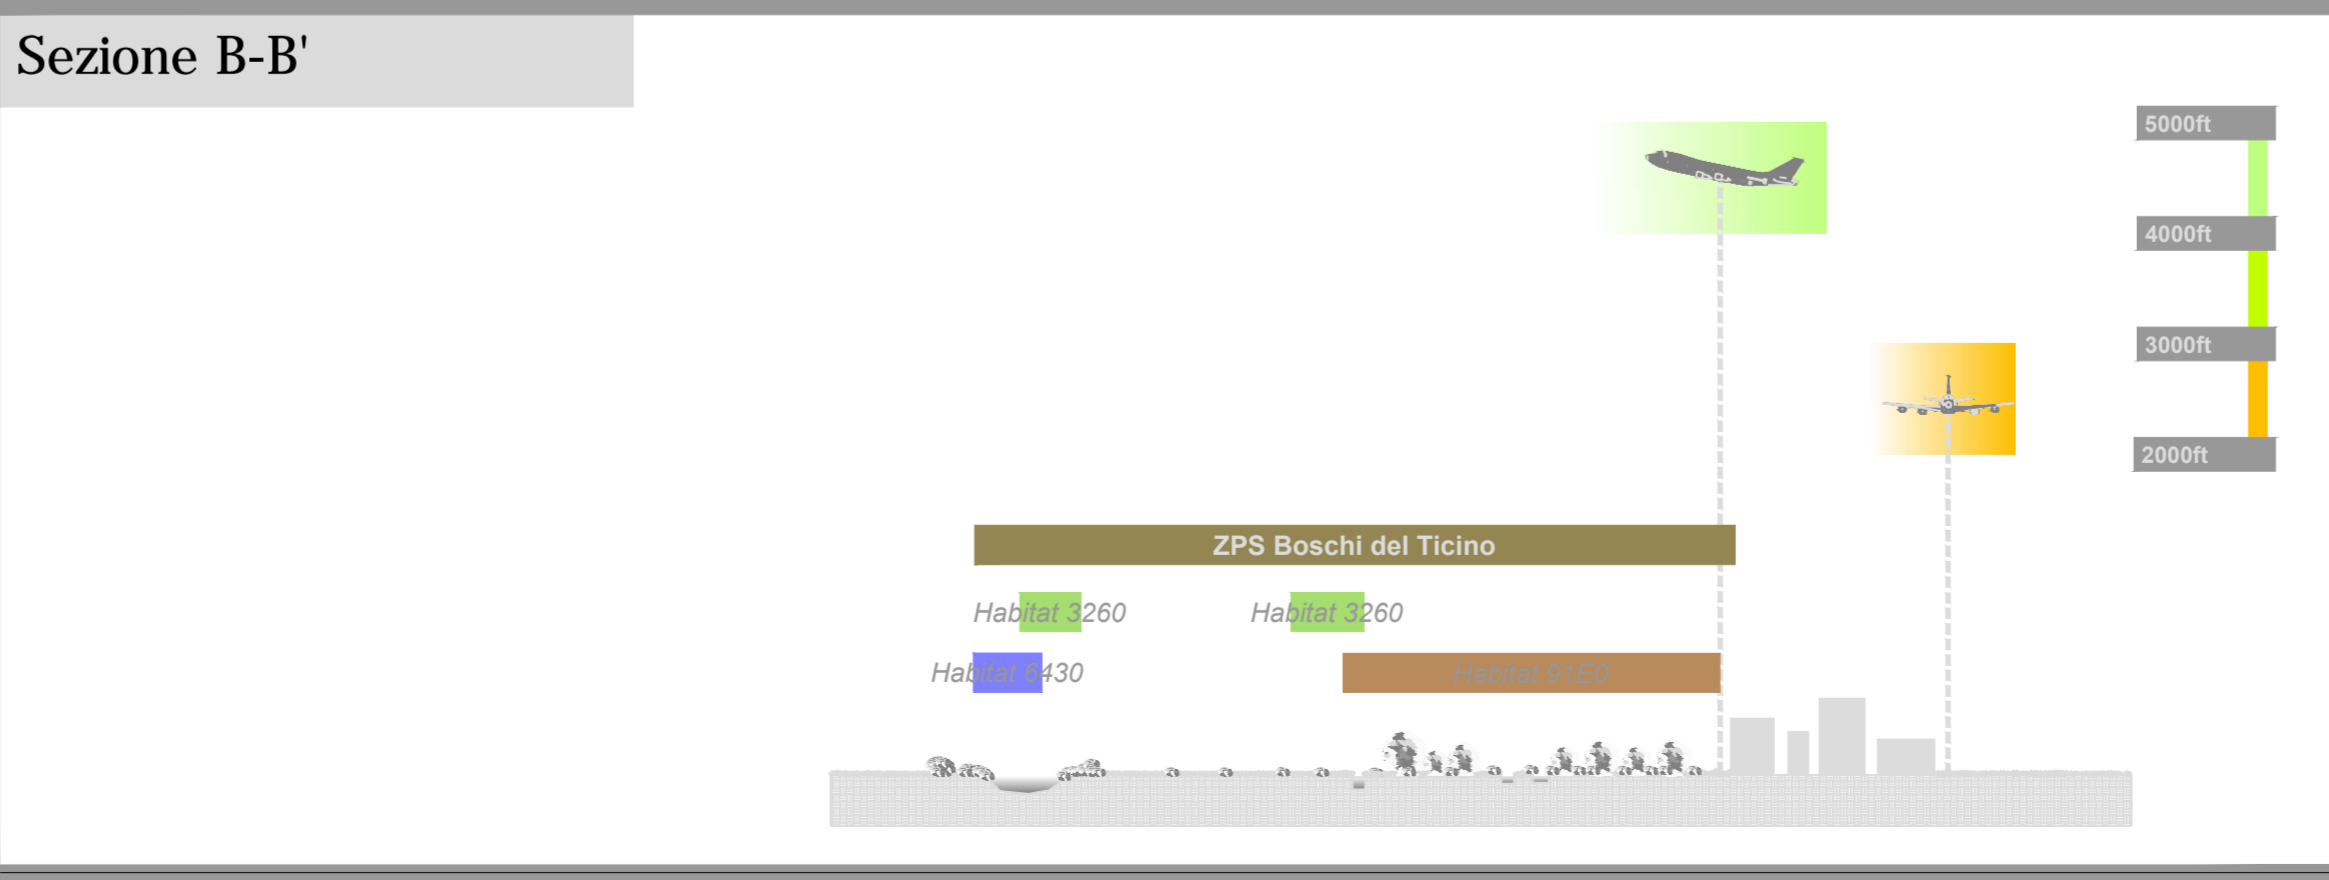 Sezione B-B'
5000ft
4000ft
3000ft
2000ft
ZPS Boschi del Ticino
Habitat 3260
Habitat 3260
Habitat 6430
Habitat 91E0